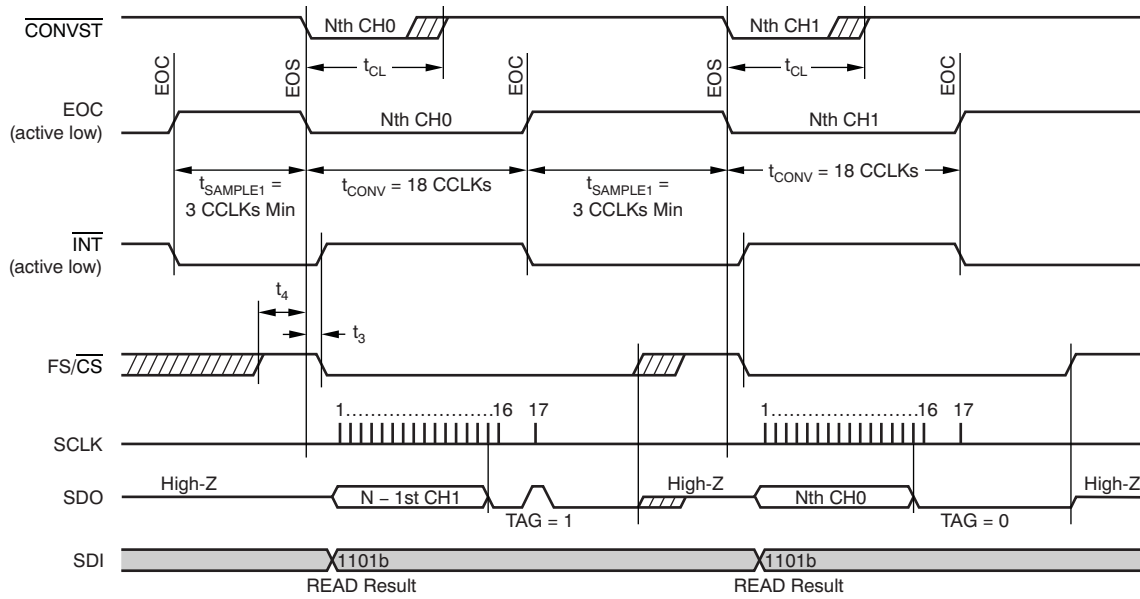 CONVST
Nth CH0
Nth CH1
tCL
tCL
EOC
EOS
EOC
EOS
EOC
EOC
(active low)
Nth CH0
Nth CH1
tSAMPLE1 =
3 CCLKs Min
tCONV = 18 CCLKs
tSAMPLE1 =
3 CCLKs Min
tCONV = 18 CCLKs
INT
(active low)
t4
t3
FS/CS
1.......................16 17
1.......................16 17
SCLK
SDO
High-Z
N − 1st CH1
TAG = 1
High-Z
Nth CH0
TAG = 0
High-Z
SDI
1101b
1101b
READ Result
READ Result